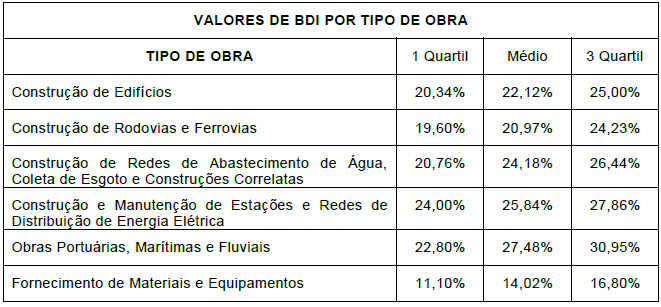 VALORES DE BDI POR TIPO DE OBRA
TIPO DE OBRA 1 Quartil Médio 3 Quartil
Construção de Edifícios 20,34% 22,12% 25,00%
Construção de Rodovias e Ferrovias 19,60% 20,97% 24,23%
Construção de Redes de Abastecimento de Água,
Coleta de Esgoto e Construções Correlatas 20,76% 24,18% 26,44%
Construção e Manutenção de Estações e Redes de
Distribuição de Energia Elétrica 24,00% 25,84% 27,86%
Obras Portuárias, Marítimas e Fluviais 22,80% 27,48% 30,95%
Fornecimento de Materiais e Equipamentos 11,10% 14,02% 16,80%